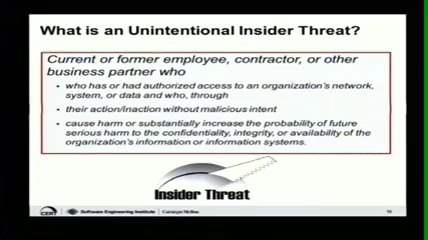 What is an Unintentional Insider Threat?
Current or former employee, contractor, or other
business partner who
• who has or had authorized access to an organization's network,
system, or data and who, through
• their action/inaction without malicious intent
• cause harm or substantially increase the probability of future
serious harm to the confidentiality, integrity, or availability of the
organization's information or information systems.
Insider Threat
CERT Software Engineering Institute Carnegie Mellon